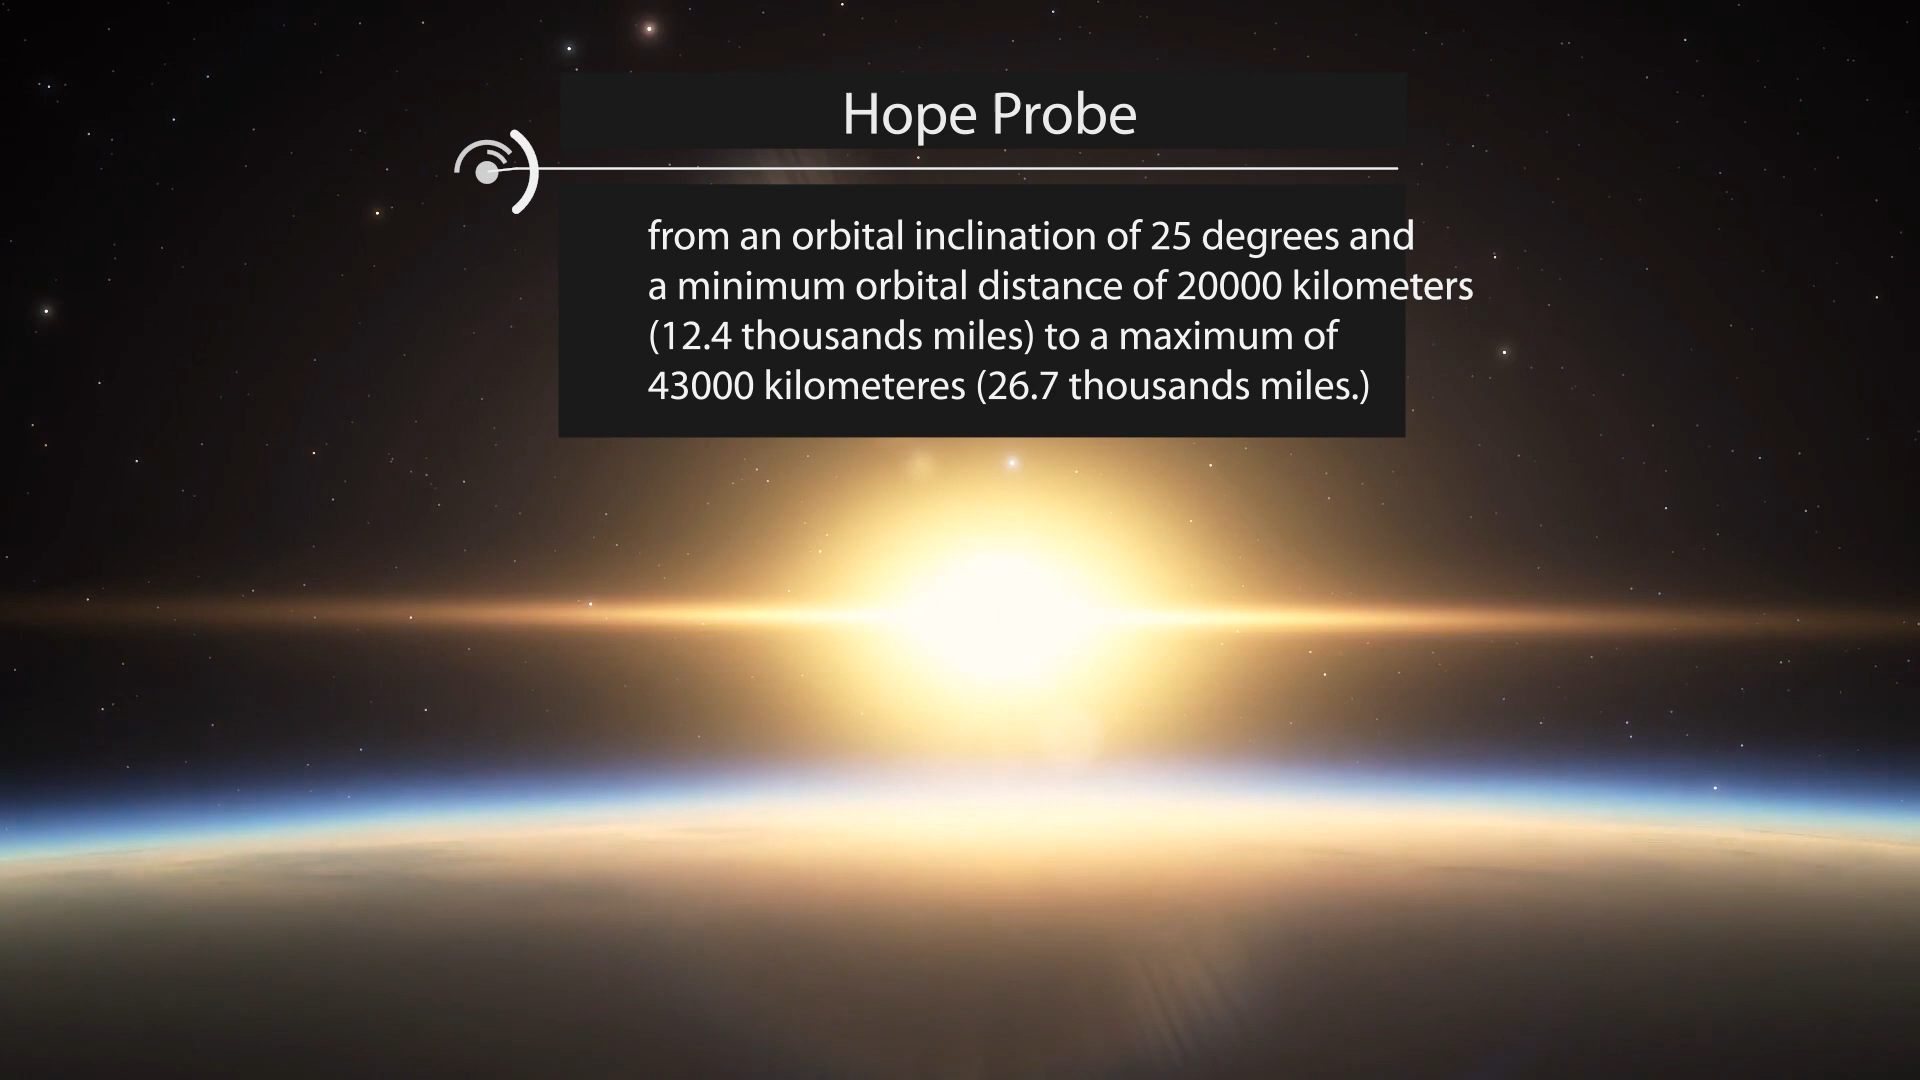 Hope Probe
from an orbital inclination of 25 degrees and
a minimum orbital distance of 20000 kilometers
(12.4 thousands miles) to a maximum of
43000 kilometeres (26.7 thousands miles.)